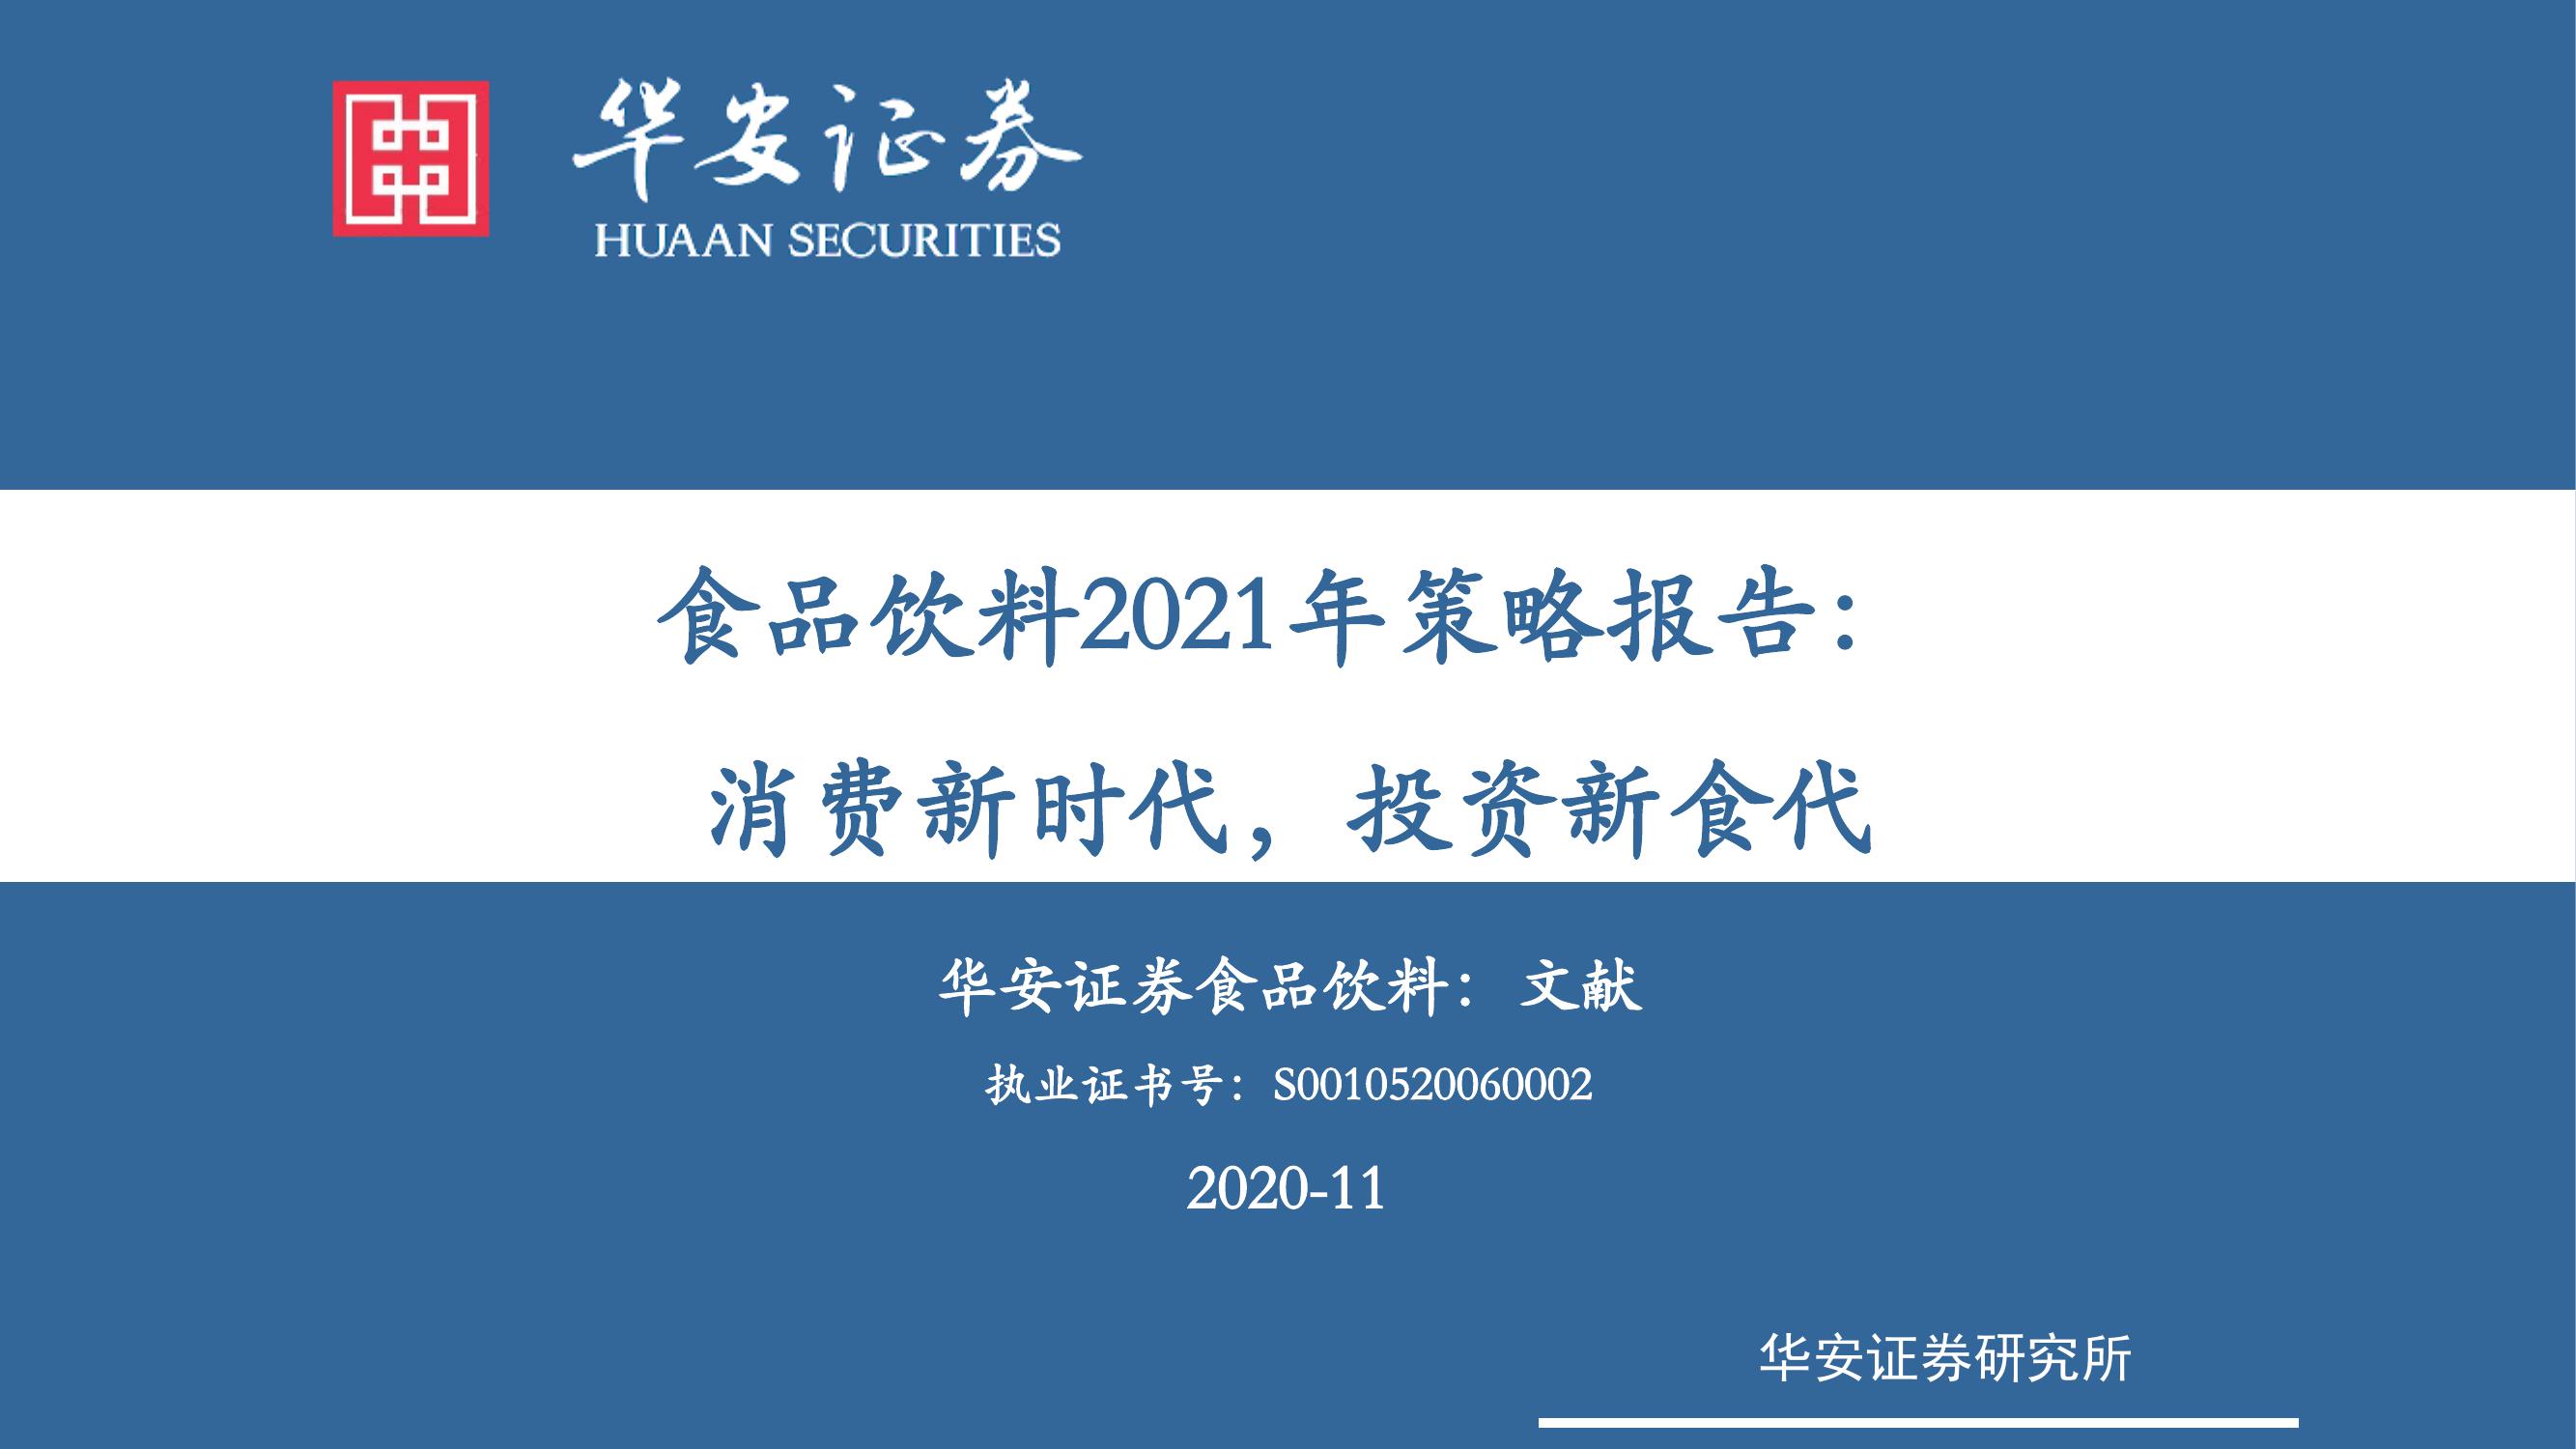 华安证券
HUAAN SECURITIES
食品饮料2021年策略报告：
消费新时代，投资新食代
华安证券食品饮料：文献
执业证书号：S0010520060002
2020-11
华安证券研究所